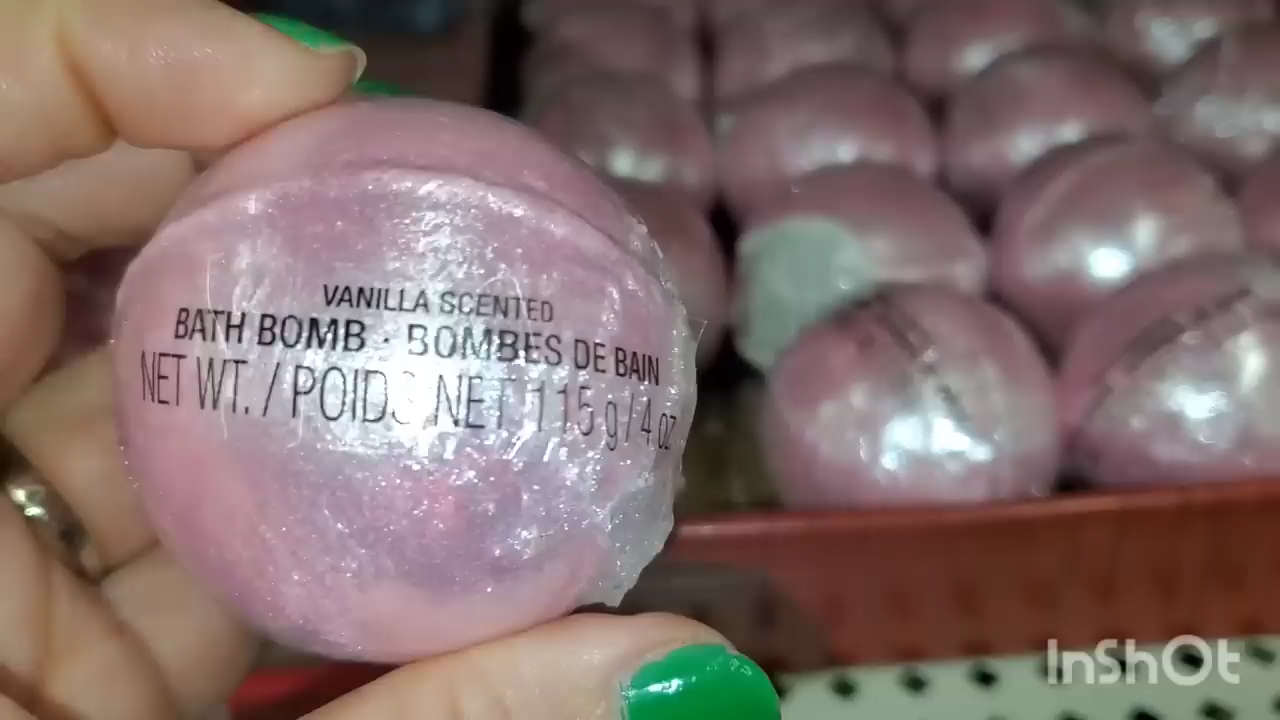 VANILLA SCENTED
BATH BOMB · BOMBES DE BAIN
NET WT. / POIDS NET 115 g / 4 oz
InShOt